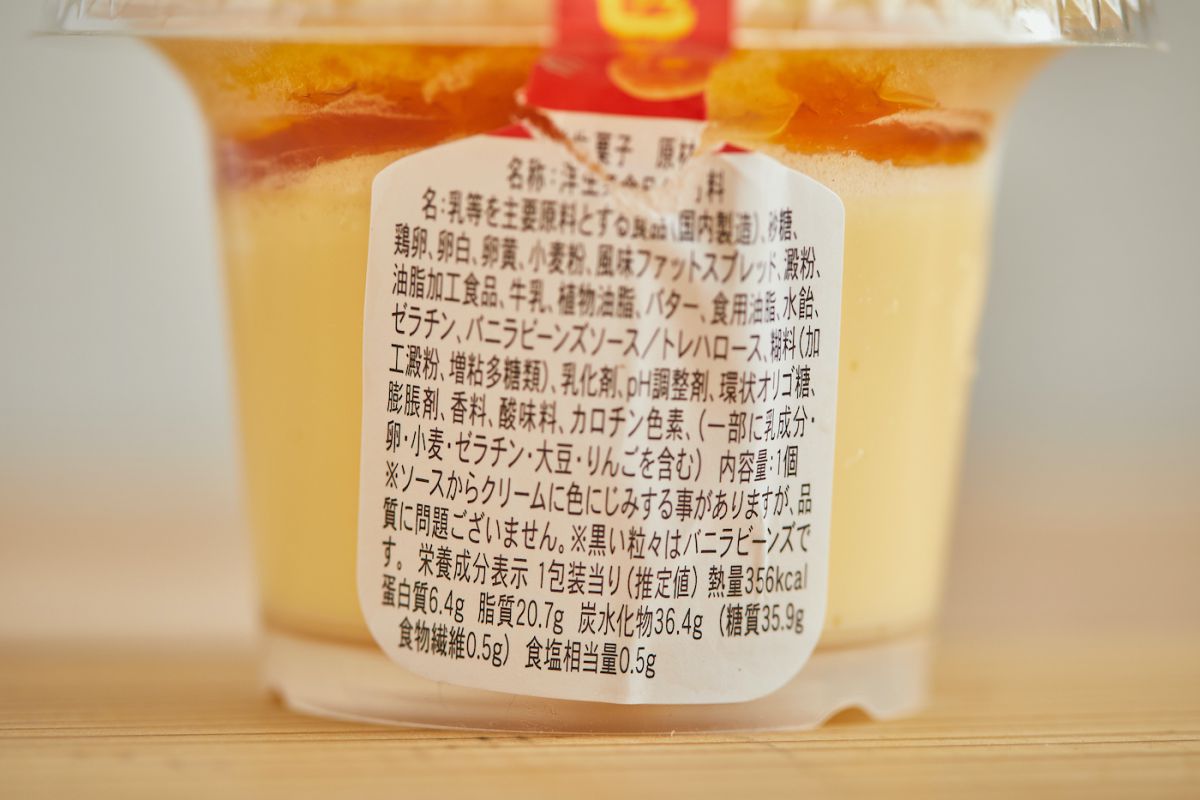 菓子 原材
名称:洋生
料
名:乳等を主要原料とする食品(国内製造)、砂糖、
鶏卵、卵白、卵黄、小麦粉、風味ファットスプレッド、澱粉、
油脂加工食品、牛乳、植物油脂、バター、食用油脂、水飴、
ゼラチン、バニラビーンズソース/トレハロース、糊料(加
工澱粉、増粘多糖類)、乳化剤、pH調整剤、環状オリゴ糖、
膨脹剤、香料、酸味料、カロチン色素、(一部に乳成分・
卵・小麦・ゼラチン・大豆・りんごを含む) 内容量:1個
※ソースからクリームに色にじみする事がありますが、品
質に問題ございません。※黒い粒々はバニラビーンズで
す。 栄養成分表示 1包装当り(推定値) 熱量356kcal
蛋白質6.4g 脂質20.7g 炭水化物36.4g (糖質35.9g
食物繊維0.5g) 食塩相当量0.5g